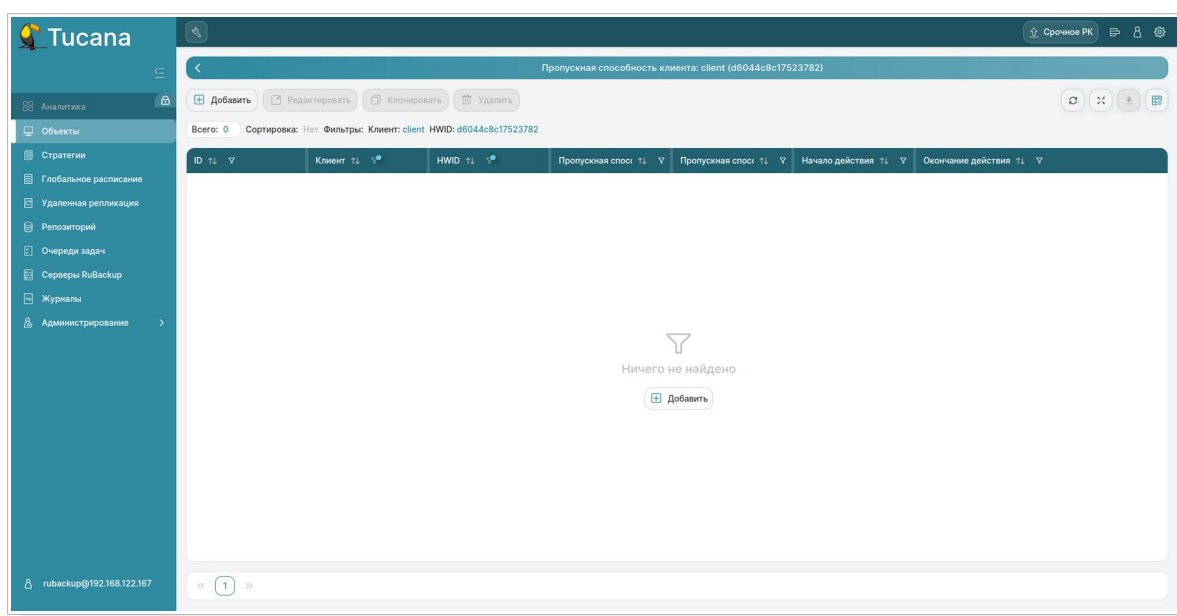 Tucana
Срочное РК
Пропускная способность клиента: client (d6044c8c17523782)
Аналитика
Объекты
Стратегии
Глобальное расписание
Удаленная репликация
Репозиторий
Очереди задач
Серверы RuBackup
Журналы
Администрирование
rubackup@192.168.122.167
Добавить Редактировать Клонировать Удалить
Всего: 0 Сортировка: Нет Фильтры: Клиент: client HWID: d6044c8c17523782
ID Клиент HWID Пропускная спосо Пропускная спосо Начало действия Окончание действия
Ничего не найдено
Добавить
« 1 »